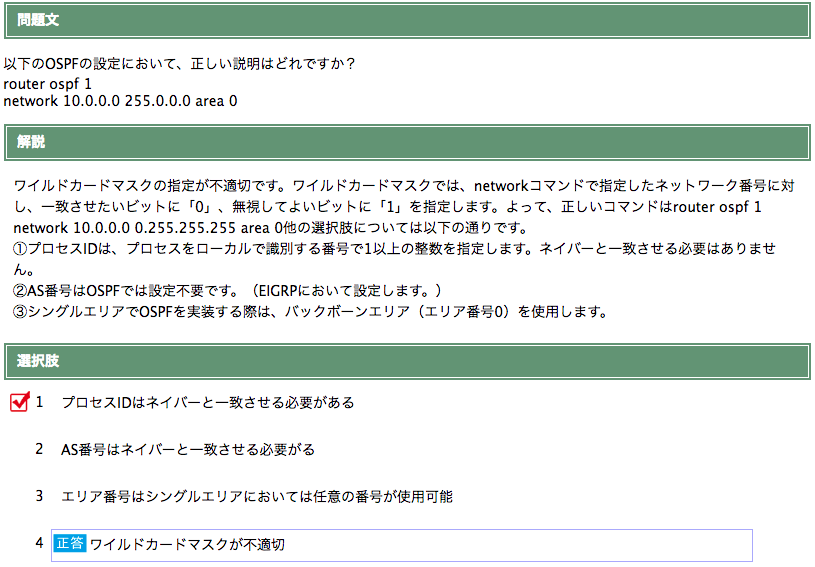 問題文
以下のOSPFの設定において、正しい説明はどれですか？
router ospf 1
network 10.0.0.0 255.0.0.0 area 0
解説
ワイルドカードマスクの指定が不適切です。ワイルドカードマスクでは、networkコマンドで指定したネットワーク番号に対
し、一致させたいビットに「0」、無視してよいビットに「1」を指定します。よって、正しいコマンドはrouter ospf 1
network 10.0.0.0 0.255.255.255 area 0他の選択肢については以下の通りです。
①プロセスIDは、プロセスをローカルで識別する番号で1以上の整数を指定します。ネイバーと一致させる必要はありませ
ん。
②AS番号はOSPFでは設定不要です。（EIGRPにおいて設定します。）
③シングルエリアでOSPFを実装する際は、バックボーンエリア（エリア番号0）を使用します。
選択肢
1 プロセスIDはネイバーと一致させる必要がある
2 AS番号はネイバーと一致させる必要がる
3 エリア番号はシングルエリアにおいては任意の番号が使用可能
4 正答 ワイルドカードマスクが不適切